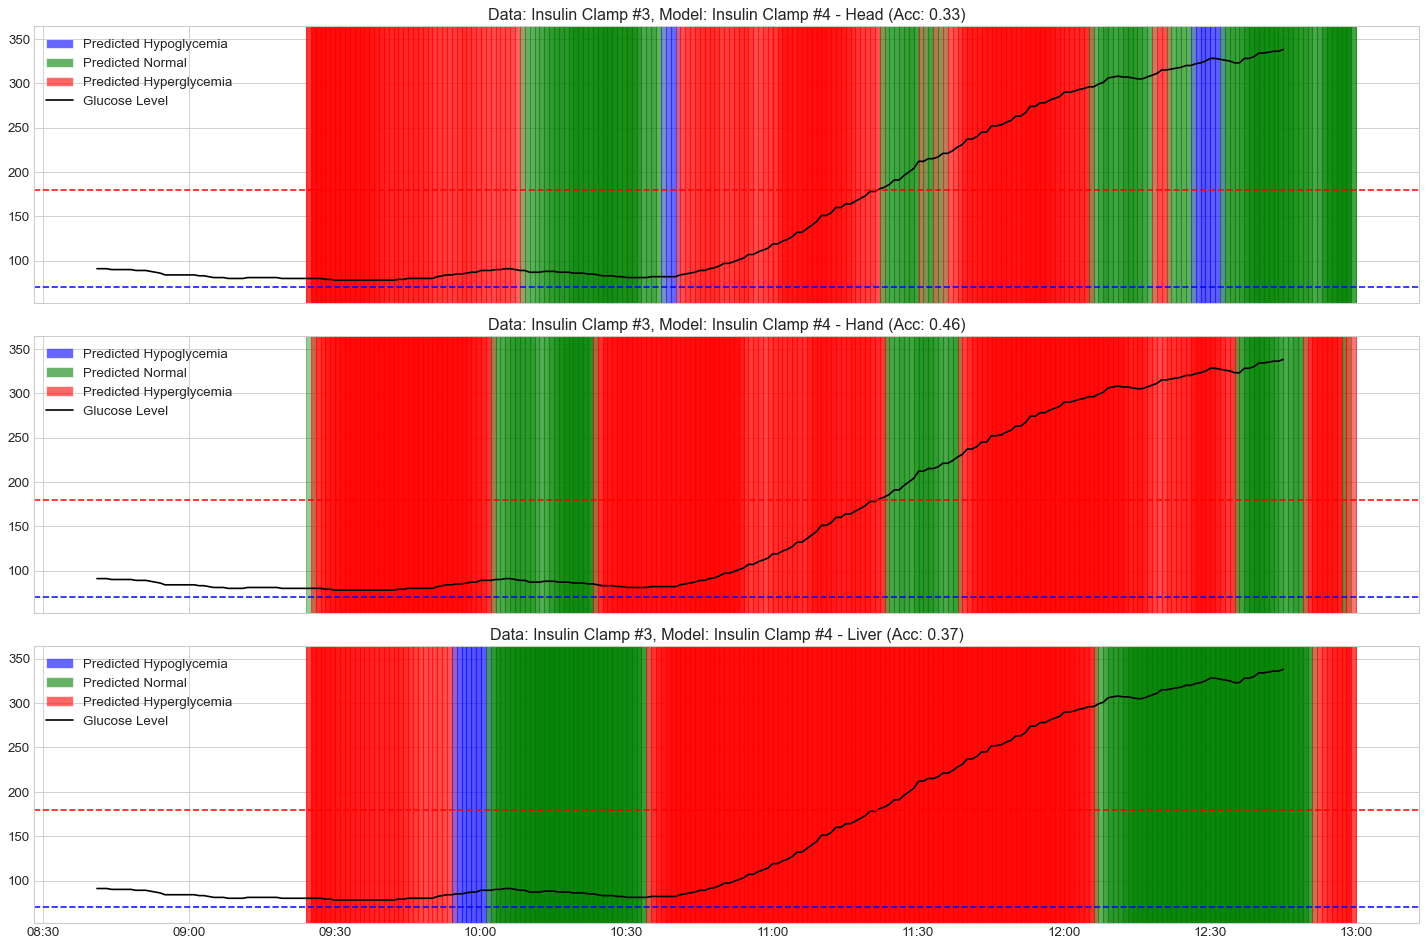 Data: Insulin Clamp #3, Model: Insulin Clamp #4 - Head (Acc: 0.33)
350
300
250
200
150
100
Predicted Hypoglycemia
Predicted Normal
Predicted Hyperglycemia
Glucose Level
Data: Insulin Clamp #3, Model: Insulin Clamp #4 - Hand (Acc: 0.46)
350
300
250
200
150
100
Predicted Hypoglycemia
Predicted Normal
Predicted Hyperglycemia
Glucose Level
Data: Insulin Clamp #3, Model: Insulin Clamp #4 - Liver (Acc: 0.37)
350
300
250
200
150
100
Predicted Hypoglycemia
Predicted Normal
Predicted Hyperglycemia
Glucose Level
08:30 09:00 09:30 10:00 10:30 11:00 11:30 12:00 12:30 13:00